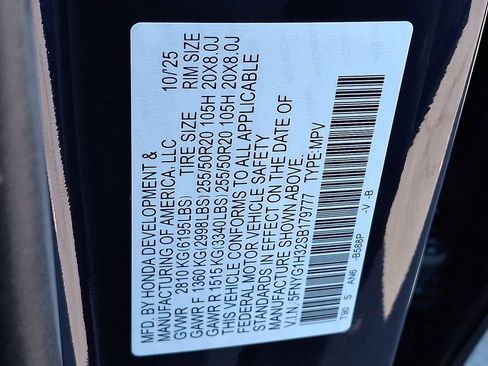 MFD. BY HONDA DEVELOPMENT & 10/'25
MANUFACTURING OF AMERICA, LLC
GVWR 2810 KG(6195LBS) TIRE SIZE RIM SIZE
GAWR F 1360 KG(2998LBS) 255/50R20 105H 20X8.0J
GAWR R 1515 KG(3340LBS) 255/50R20 105H 20X8.0J
THIS VEHICLE CONFORMS TO ALL APPLICABLE
FEDERAL MOTOR VEHICLE SAFETY
STANDARDS IN EFFECT ON THE DATE OF
MANUFACTURE SHOWN ABOVE.
V.I.N.:5FNYG1H32SB179777 TYPE:MPV
T90 S AN6 -B588P -V -B